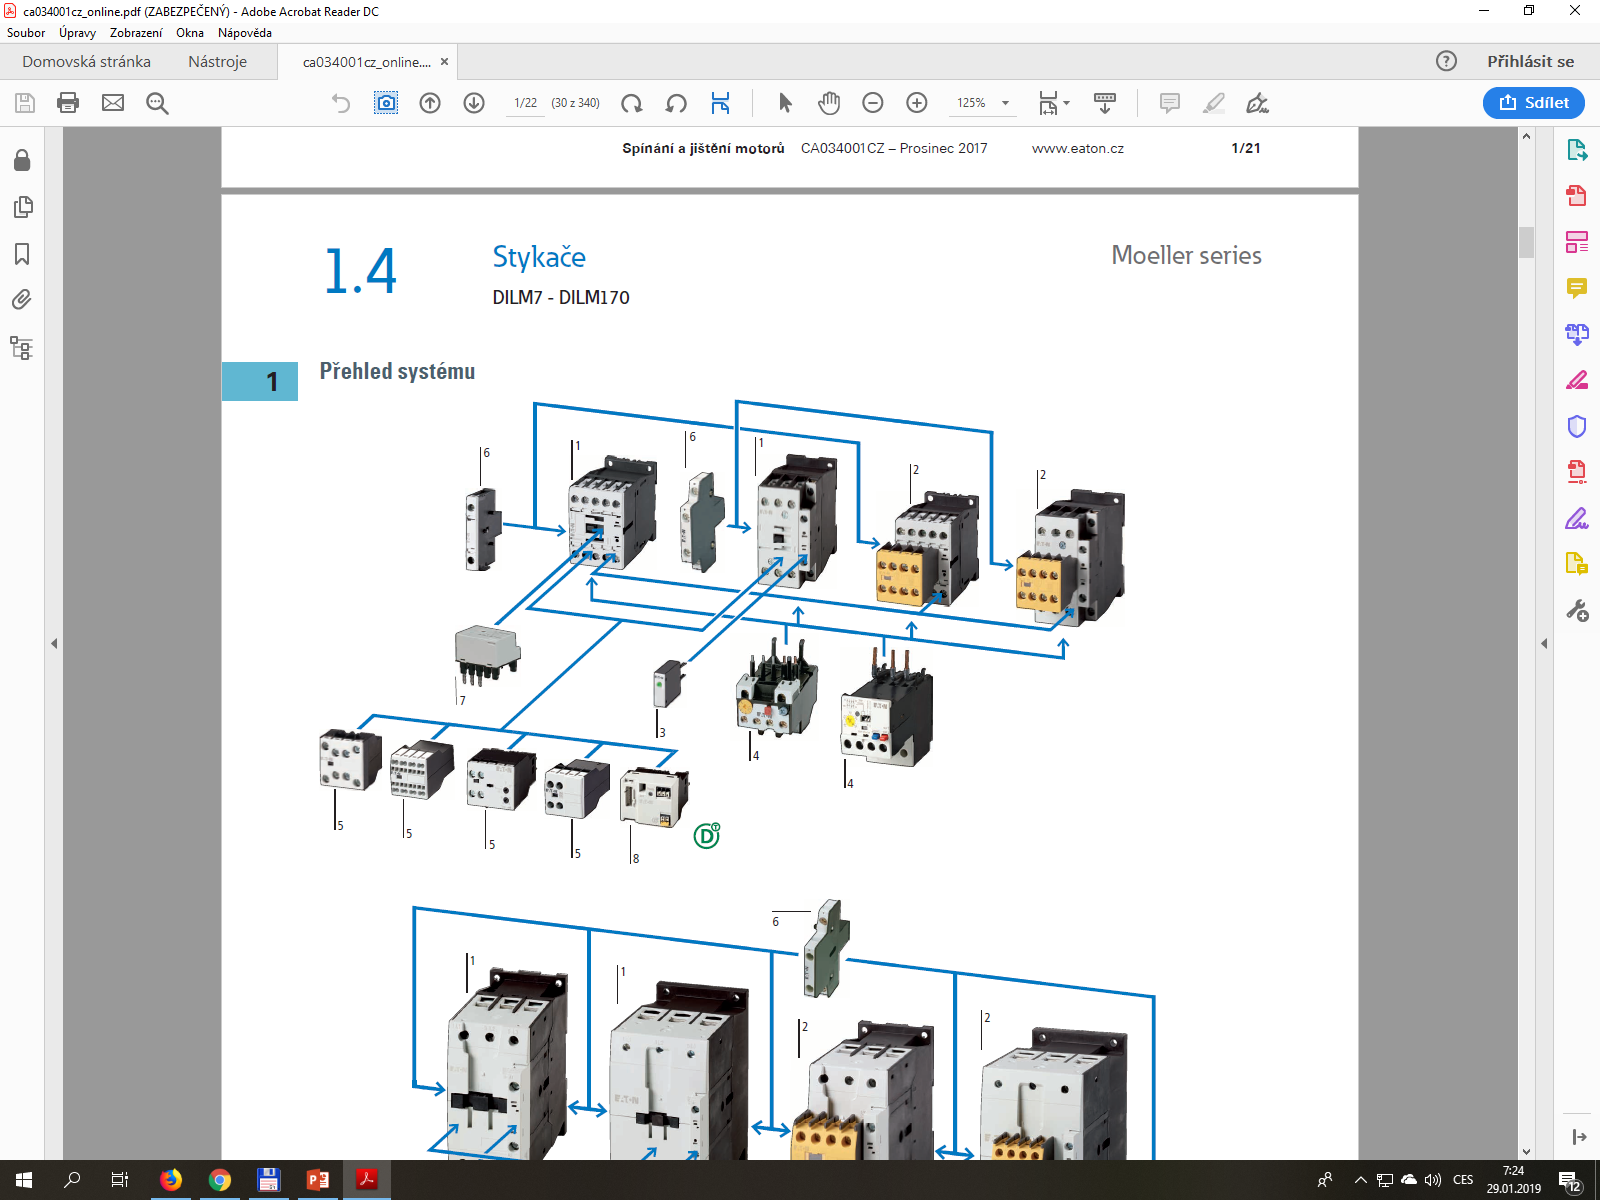 ca034001cz_online.pdf (ZABEZPEČENÝ) - Adobe Acrobat Reader DC
Soubor Úpravy Zobrazení Okna Nápověda
Domovská stránka Nástroje ca034001cz_online.... × Přihlásit se
1/22 (30 z 340) 125% Sdílet
Spínání a jištění motorů CA034001CZ – Prosinec 2017 www.eaton.cz 1/21
1.4 Stykače Moeller series
DILM7 - DILM170
1 Přehled systému
6 1 6 1 2 2
7 3 4 4
5 5 5 5 8
D T
6
1 1 2 2
CES 7:24
29.01.2019 12